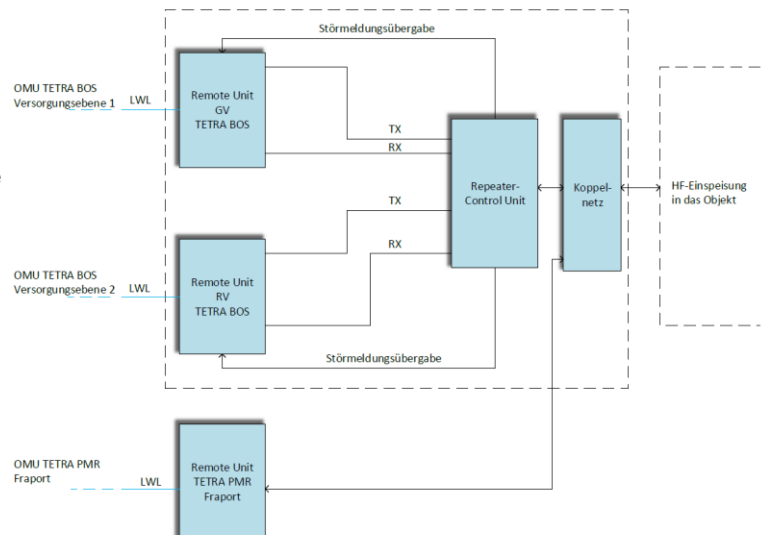 Störmeldungsübergabe
OMU TETRA BOS
Versorgungsebene 1
LWL
Remote Unit
GV
TETRA BOS
TX
RX
Repeater-
Control Unit
Koppel-
netz
HF-Einspeisung
in das Objekt
TX
RX
OMU TETRA BOS
Versorgungsebene 2
LWL
Remote Unit
RV
TETRA BOS
Störmeldungsübergabe
OMU TETRA PMR
Fraport
LWL
Remote Unit
TETRA PMR
Fraport